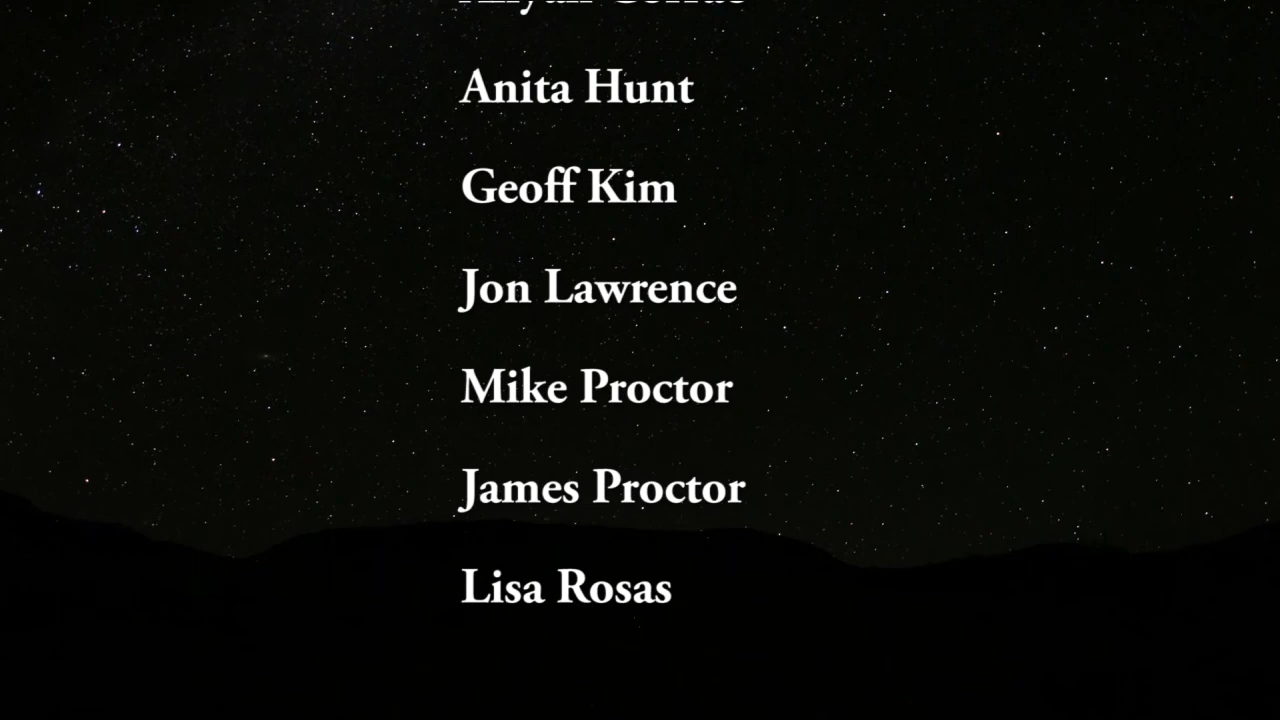 Anita Hunt
Geoff Kim
Jon Lawrence
Mike Proctor
James Proctor
Lisa Rosas